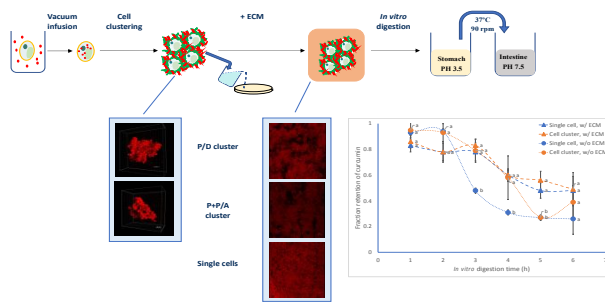 Vacuum
infusion
Cell
clustering
+ ECM
In vitro
digestion
37°C
90 rpm
Stomach
PH 3.5
Intestine
PH 7.5
P/D cluster
P+P/A
cluster
Single cells
Single cell, w/ ECM
Cell cluster, w/ ECM
Single cell, w/o ECM
Cell cluster, w/o ECM
Fraction retention of curcumin
1
0.8
0.6
0.4
0.2
0
0 1 2 3 4 5 6 7
In vitro digestion time (h)